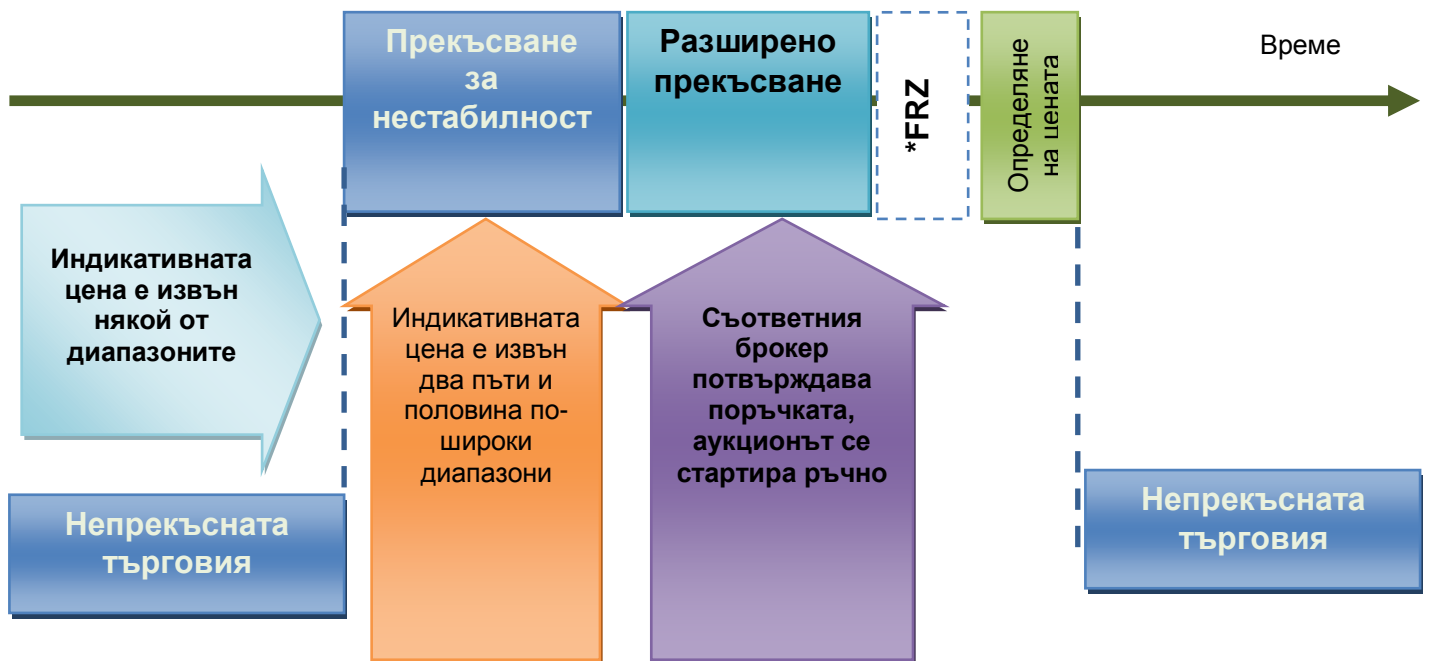 Прекъсване
за
нестабилност
Разширено
прекъсване
*FRZ
Определяне
на цената
Време
Индикативната
цена е извън
някой от
диапазоните
Индикативната
цена е извън
два пъти и
половина по-
широки
диапазони
Съответния
брокер
потвърждава
поръчката,
аукционът се
стартира ръчно
Непрекъсната
търговия
Непрекъсната
търговия